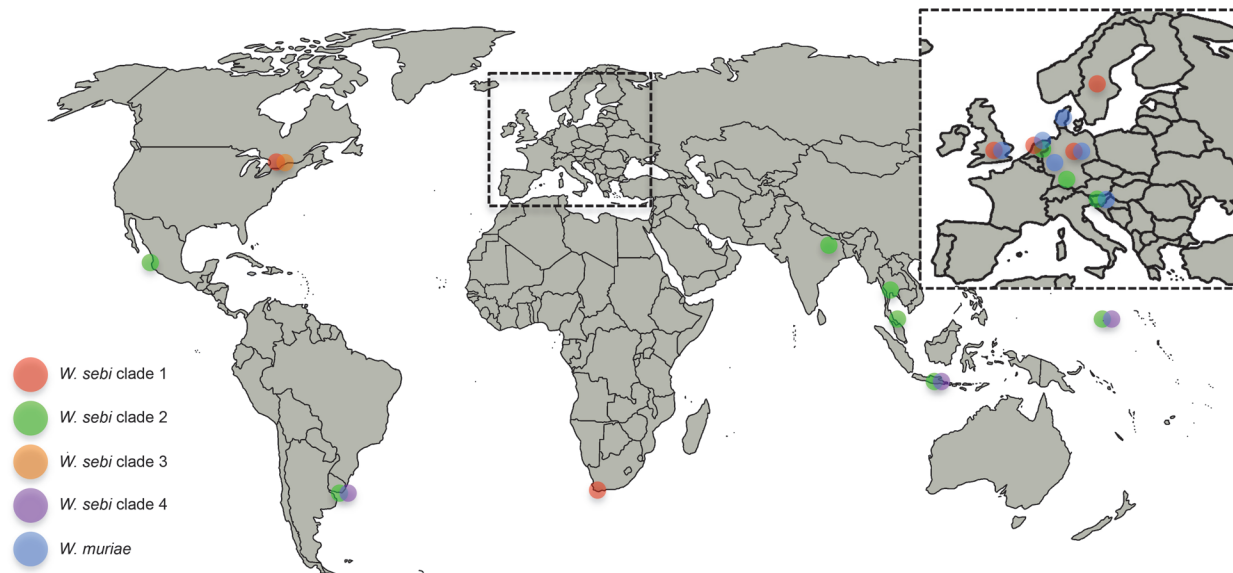 W. sebi clade 1
W. sebi clade 2
W. sebi clade 3
W. sebi clade 4
W. muriae